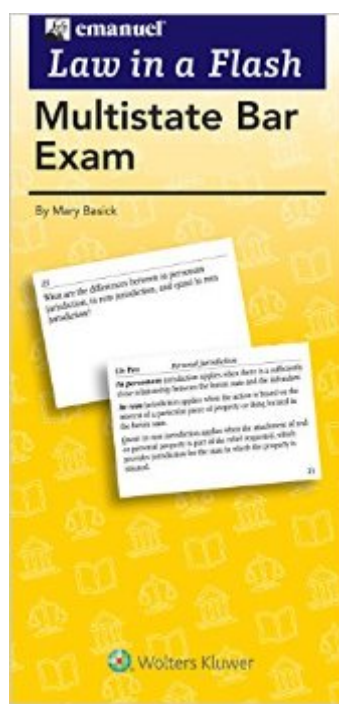 emanuel
Law in a Flash
Multistate Bar
Exam
By Mary Basick
21
What are the differences between in personam
jurisdiction, in rem jurisdiction, and quasi in rem
jurisdiction?
Civ Pro Personal jurisdiction
In personam jurisdiction applies when there is a sufficiently
close relationship between the forum state and the defendant.
In rem jurisdiction applies when the action is based on the
interest of a particular piece of property or thing located in
the forum state.
Quasi in rem jurisdiction applies when the attachment of real
or personal property is part of the relief requested, which
provides jurisdiction for the state in which the property is
situated.
21
Wolters Kluwer